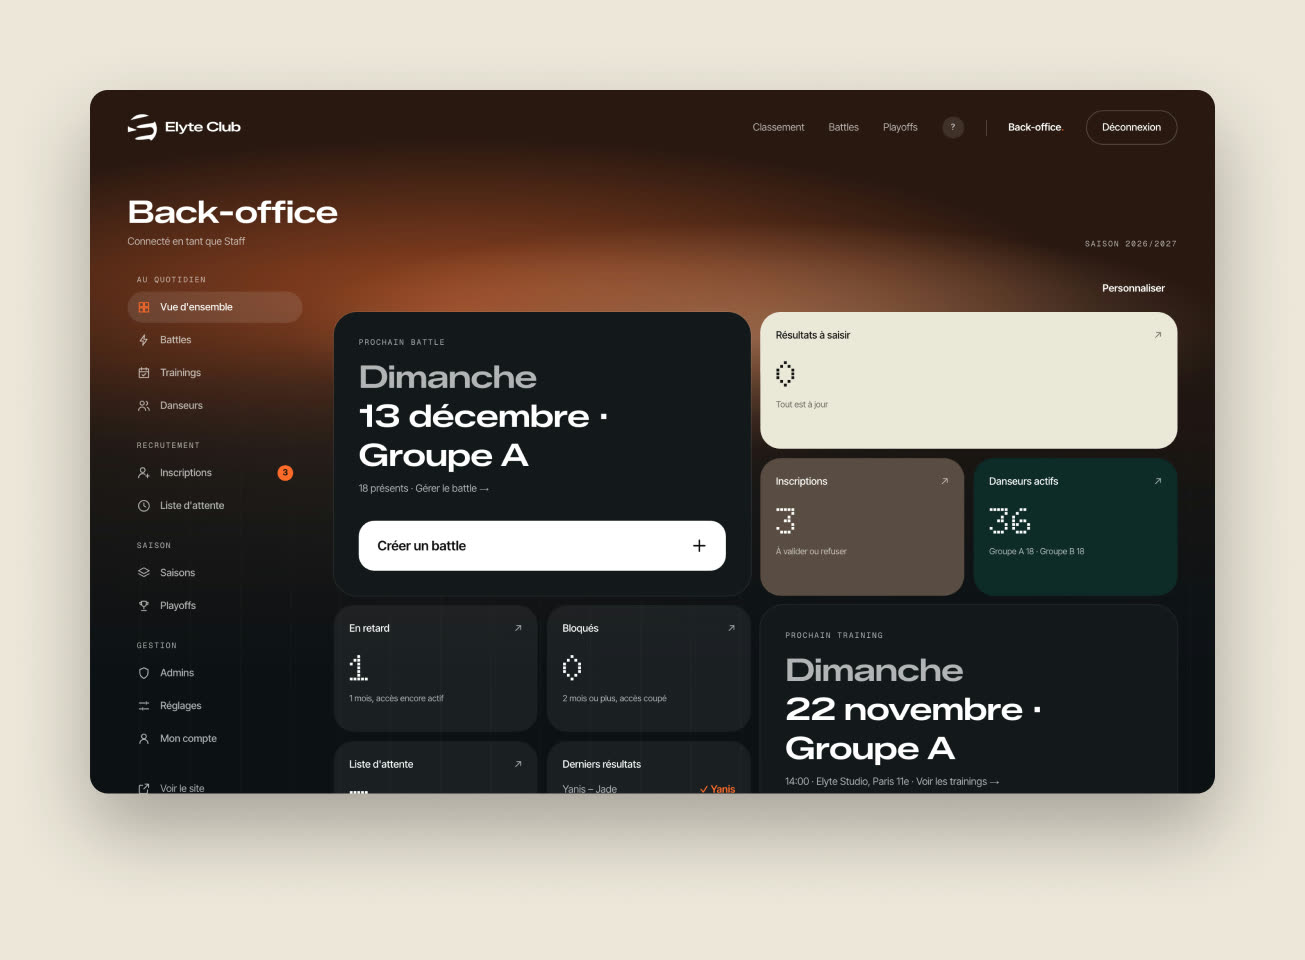 Elyte Club
Classement
Battles
Playoffs
?
Back-office.
Déconnexion
Back-office
Connecté en tant que Staff
SAISON 2026/2027
AU QUOTIDIEN
Vue d'ensemble
Battles
Trainings
Danseurs
RECRUTEMENT
Inscriptions
3
Liste d'attente
SAISON
Saisons
Playoffs
GESTION
Admins
Réglages
Mon compte
Voir le site
Personnaliser
PROCHAIN BATTLE
Dimanche
13 décembre ·
Groupe A
18 présents · Gérer le battle →
Créer un battle
Résultats à saisir
0
Tout est à jour
Inscriptions
3
À valider ou refuser
Danseurs actifs
36
Groupe A 18 · Groupe B 18
En retard
1
1 mois, accès encore actif
Bloqués
0
2 mois ou plus, accès coupé
PROCHAIN TRAINING
Dimanche
22 novembre ·
Groupe A
14:00 · Elyte Studio, Paris 11e · Voir les trainings →
Liste d'attente
Derniers résultats
Yanis – Jade
✓ Yanis